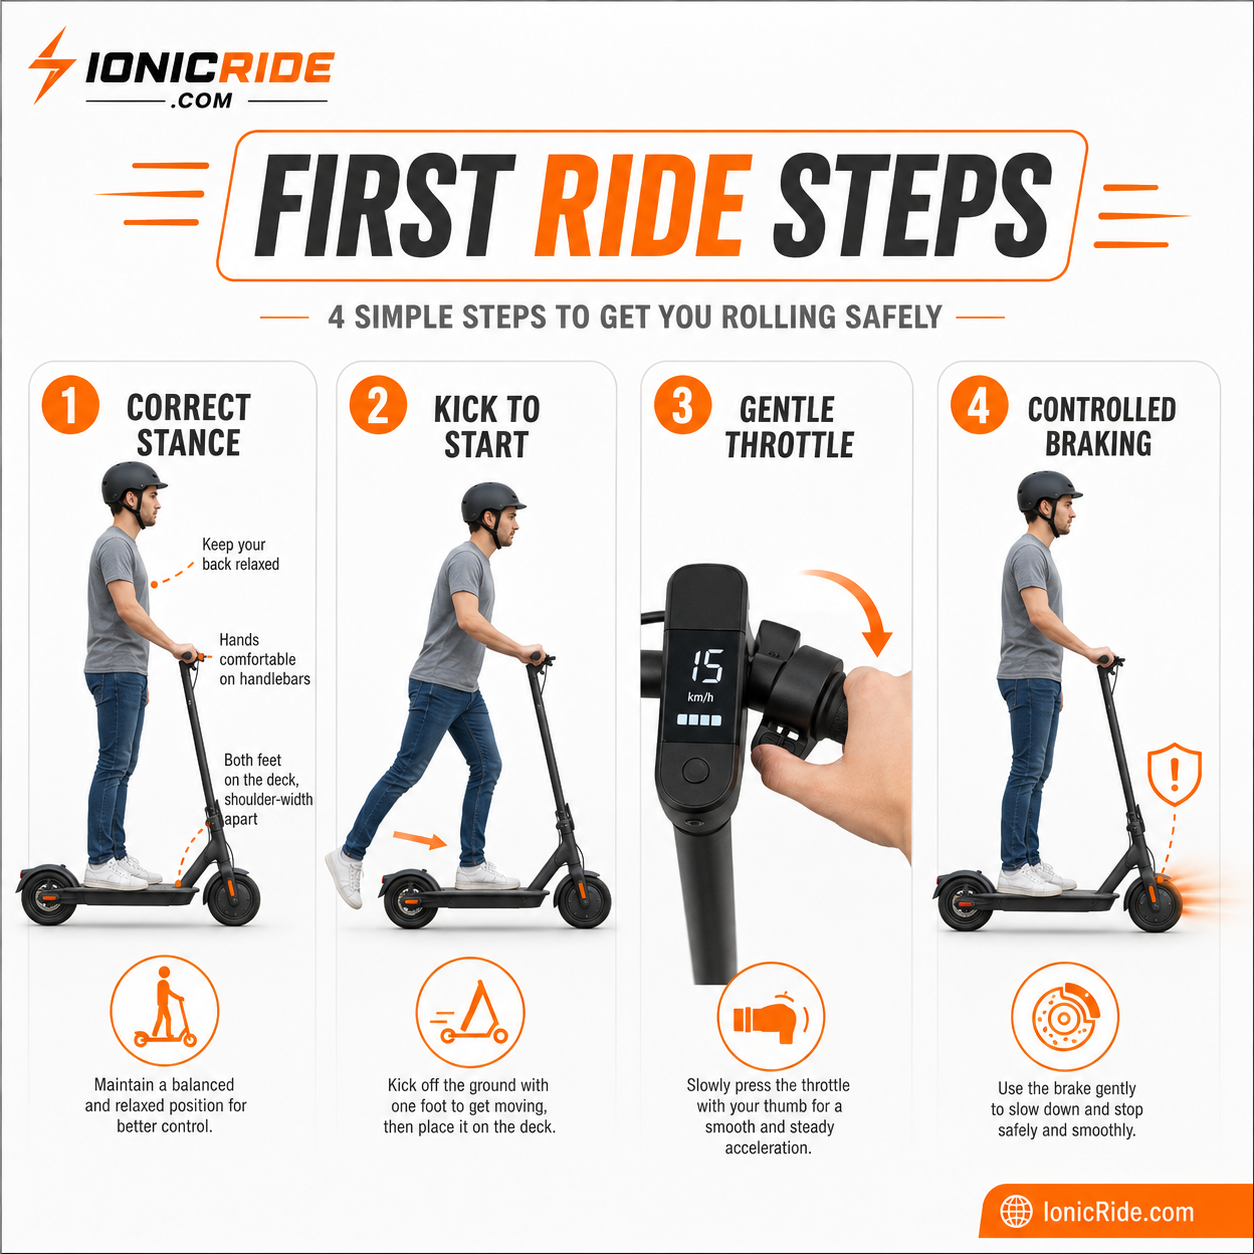 IONICRIDE
.COM
FIRST RIDE STEPS
4 SIMPLE STEPS TO GET YOU ROLLING SAFELY
1
CORRECT
STANCE
Keep your
back relaxed
Hands
comfortable
on handlebars
Both feet
on the deck,
shoulder-width
apart
Maintain a balanced
and relaxed position for
better control.
2
KICK TO
START
Kick off the ground with
one foot to get moving,
then place it on the deck.
3
GENTLE
THROTTLE
15
km/h
Slowly press the throttle
with your thumb for a
smooth and steady
acceleration.
4
CONTROLLED
BRAKING
Use the brake gently
to slow down and stop
safely and smoothly.
IonicRide.com